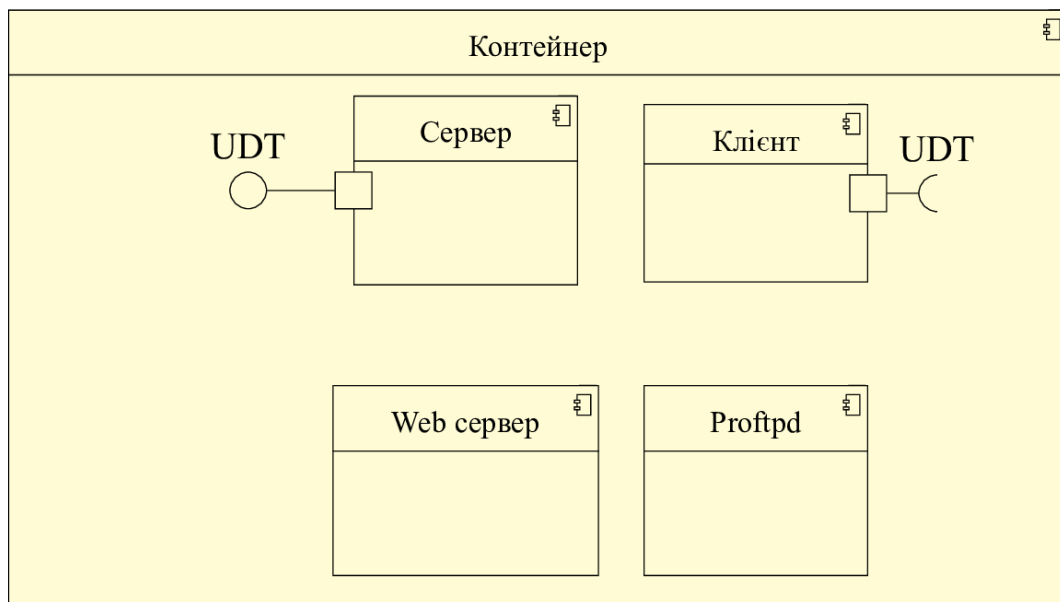 Контейнер
Сервер
Клієнт
UDT
UDT
Web сервер
Proftpd